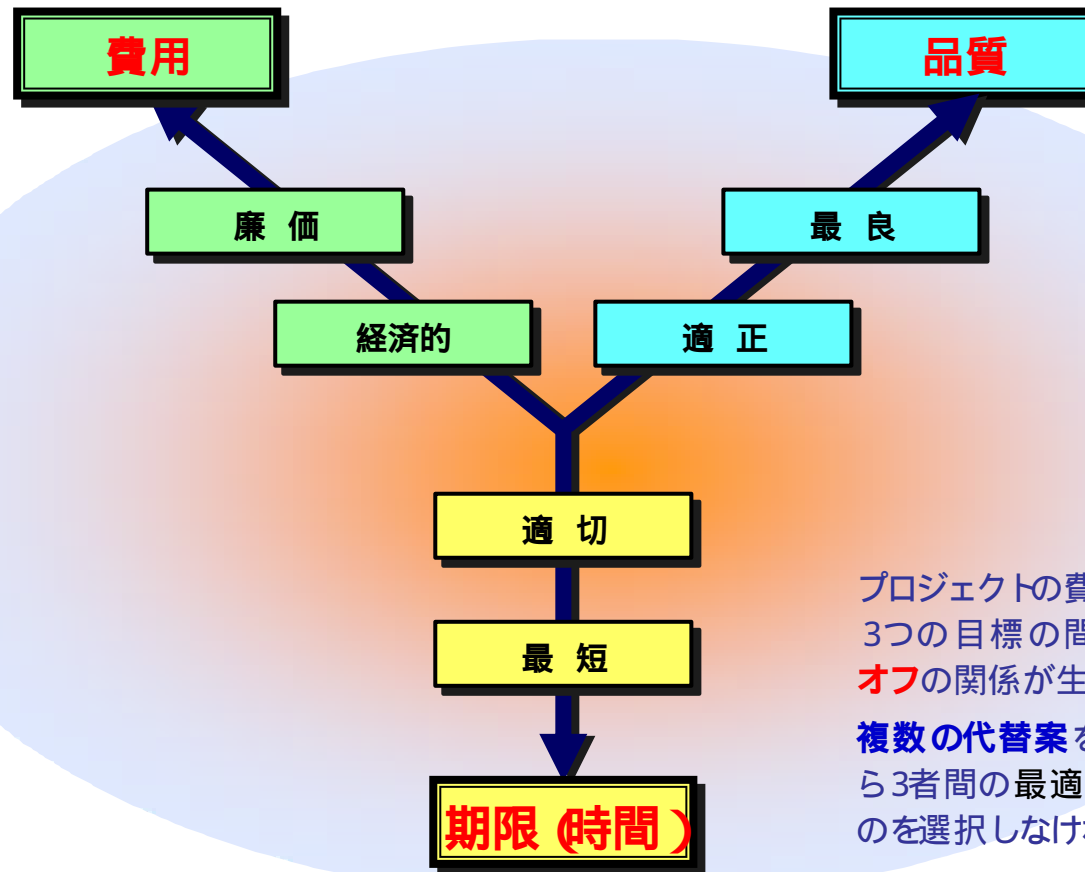 費用
品質
廉 価
最 良
経済的
適 正
適 切
最 短
期限 (時間)
プロジェクトの費
3つの目標の間
オフの関係が生
複数の代替案を
ら3者間の最適
のを選択しなけ